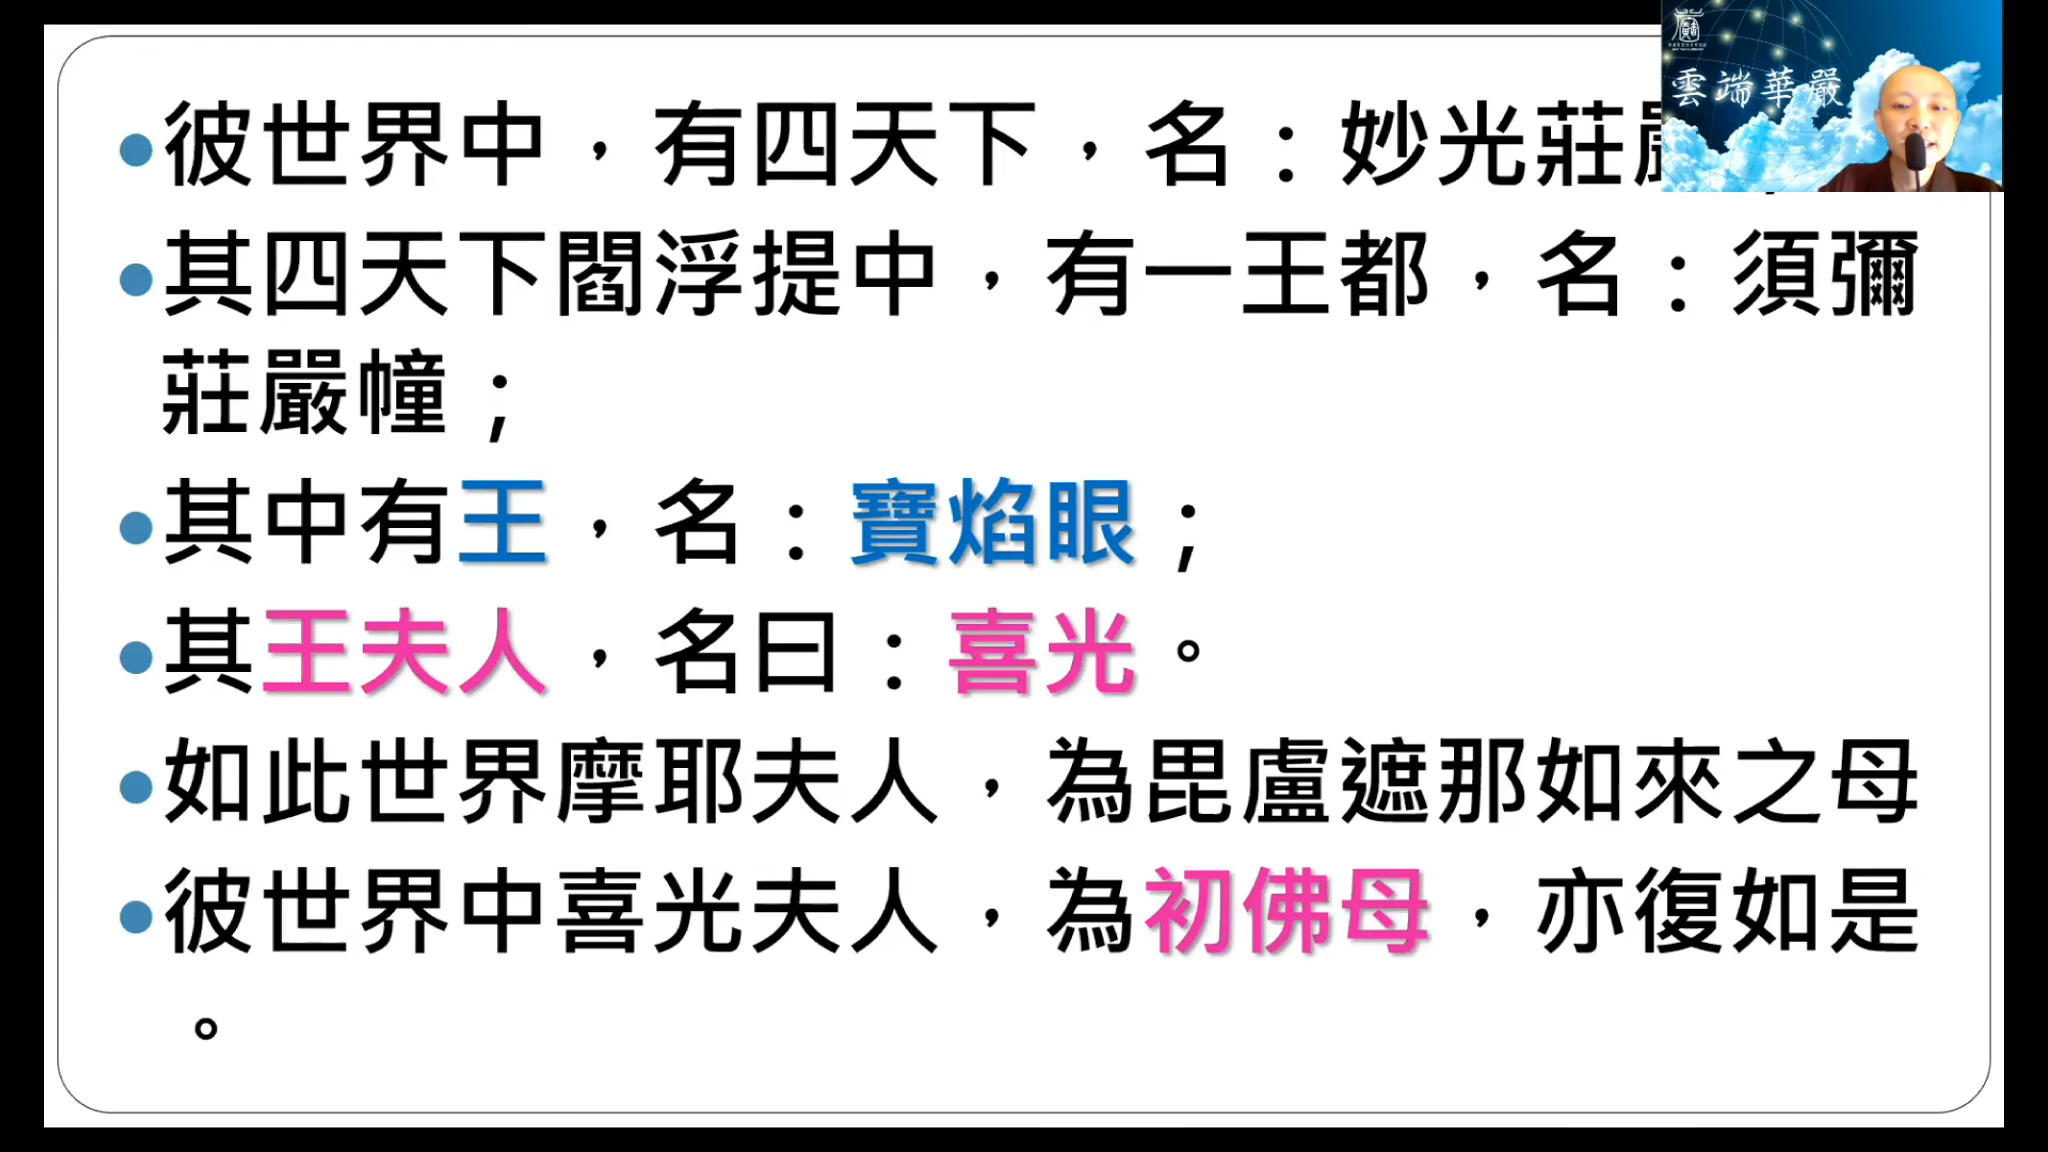 彼世界中，有四天下，名：妙光莊
其四天下閻浮提中，有一王都，名：須彌
莊嚴幢；
其中有王，名：寶焰眼；
其王夫人，名曰：喜光。
如此世界摩耶夫人，為毘盧遮那如來之母
彼世界中喜光夫人，為初佛母，亦復如是
。
雲端華嚴